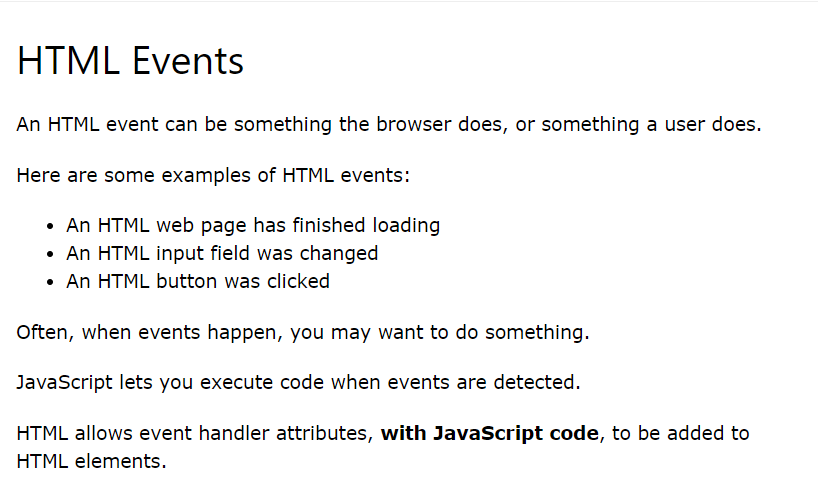 HTML Events
An HTML event can be something the browser does, or something a user does.
Here are some examples of HTML events:
• An HTML web page has finished loading
• An HTML input field was changed
• An HTML button was clicked
Often, when events happen, you may want to do something.
JavaScript lets you execute code when events are detected.
HTML allows event handler attributes, with JavaScript code, to be added to
HTML elements.